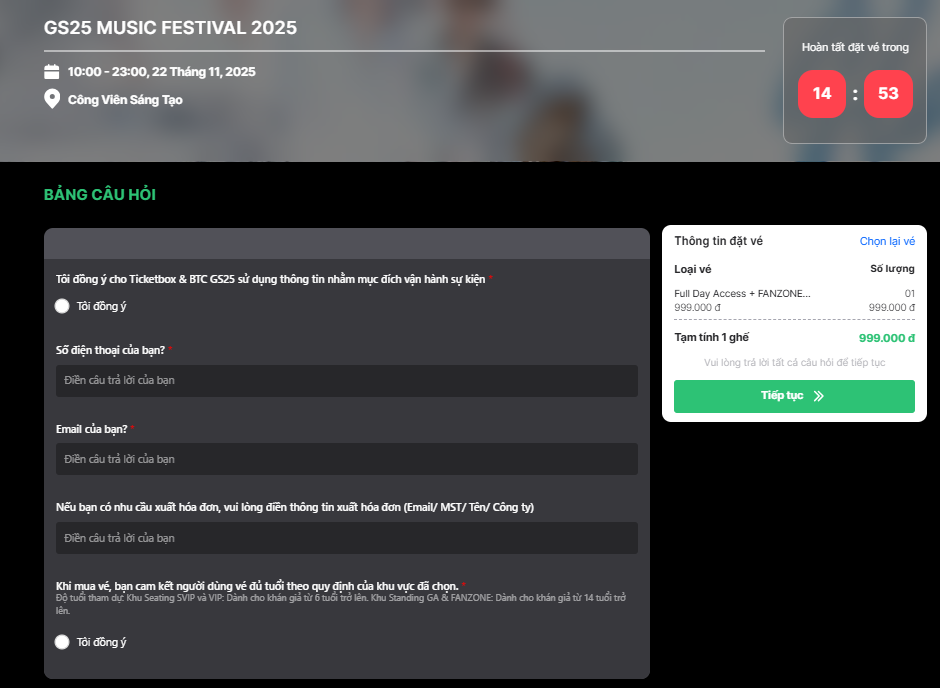 GS25 MUSIC FESTIVAL 2025
10:00 - 23:00, 22 Tháng 11, 2025
Công Viên Sáng Tạo
Hoàn tất đặt vé trong
14 : 53
BẢNG CÂU HỎI
Tôi đồng ý cho Ticketbox & BTC GS25 sử dụng thông tin nhằm mục đích vận hành sự kiện *
Tôi đồng ý
Số điện thoại của bạn? *
Điền câu trả lời của bạn
Email của bạn? *
Điền câu trả lời của bạn
Nếu bạn có nhu cầu xuất hóa đơn, vui lòng điền thông tin xuất hóa đơn (Email/ MST/ Tên/ Công ty)
Điền câu trả lời của bạn
Khi mua vé, bạn cam kết người dùng vé đủ tuổi theo quy định của khu vực đã chọn. *
Độ tuổi tham dự: Khu Seating SVIP và VIP: Dành cho khán giả từ 6 tuổi trở lên. Khu Standing GA & FANZONE: Dành cho khán giả từ 14 tuổi trở
lên.
Tôi đồng ý
Thông tin đặt vé Chọn lại vé
Loại vé Số lượng
Full Day Access + FANZONE... 01
999.000 đ 999.000 đ
Tạm tính 1 ghế 999.000 đ
Vui lòng trả lời tất cả câu hỏi để tiếp tục
Tiếp tục